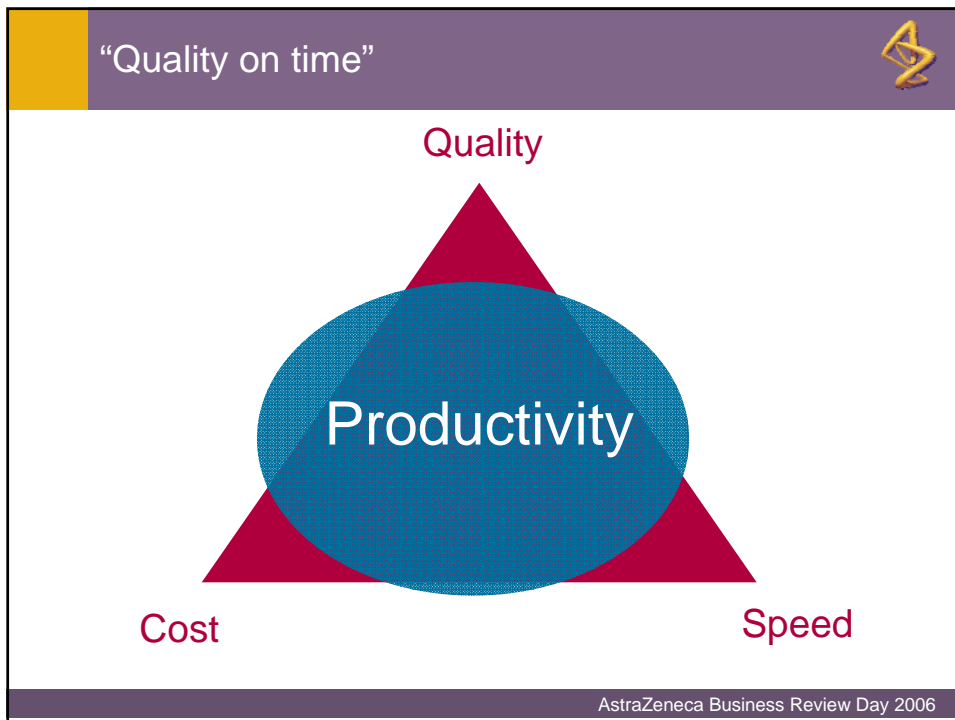 “Quality on time”
Quality
Productivity
Cost
Speed
AstraZeneca Business Review Day 2006